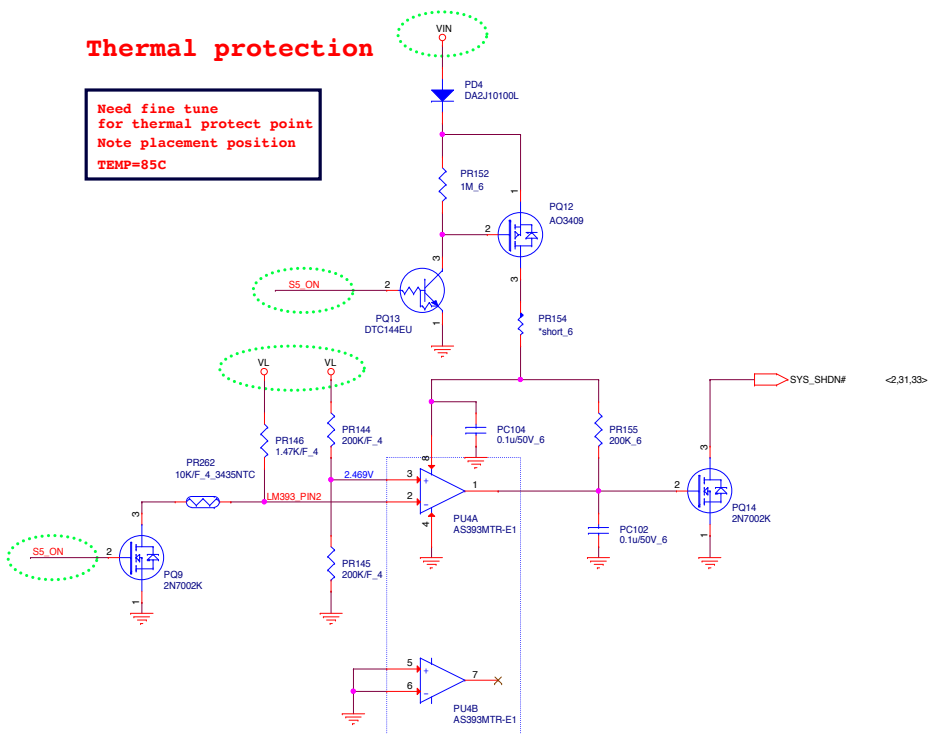 Thermal protection
VIN
PD4
DA2J10100L
Need fine tune
for thermal protect point
Note placement position
TEMP=85C
PR152
1M_6
1
PQ12
AO3409
2
3
3
S5_ON
2
PQ13
DTC144EU
1
PR154
*short_6
VL
VL
SYS_SHDN#
<2,31,33>
PR146
1.47K/F_4
PR144
200K/F_4
PC104
0.1u/50V_6
PR155
200K_6
PR262
10K/F_4_3435NTC
8
3
2.469V
3
+
1
LM393_PIN2
2
-
2
4
PU4A
AS393MTR-E1
PQ14
2N7002K
1
3
S5_ON
2
PQ9
2N7002K
1
PR145
200K/F_4
PC102
0.1u/50V_6
5
+
7
6
-
PU4B
AS393MTR-E1